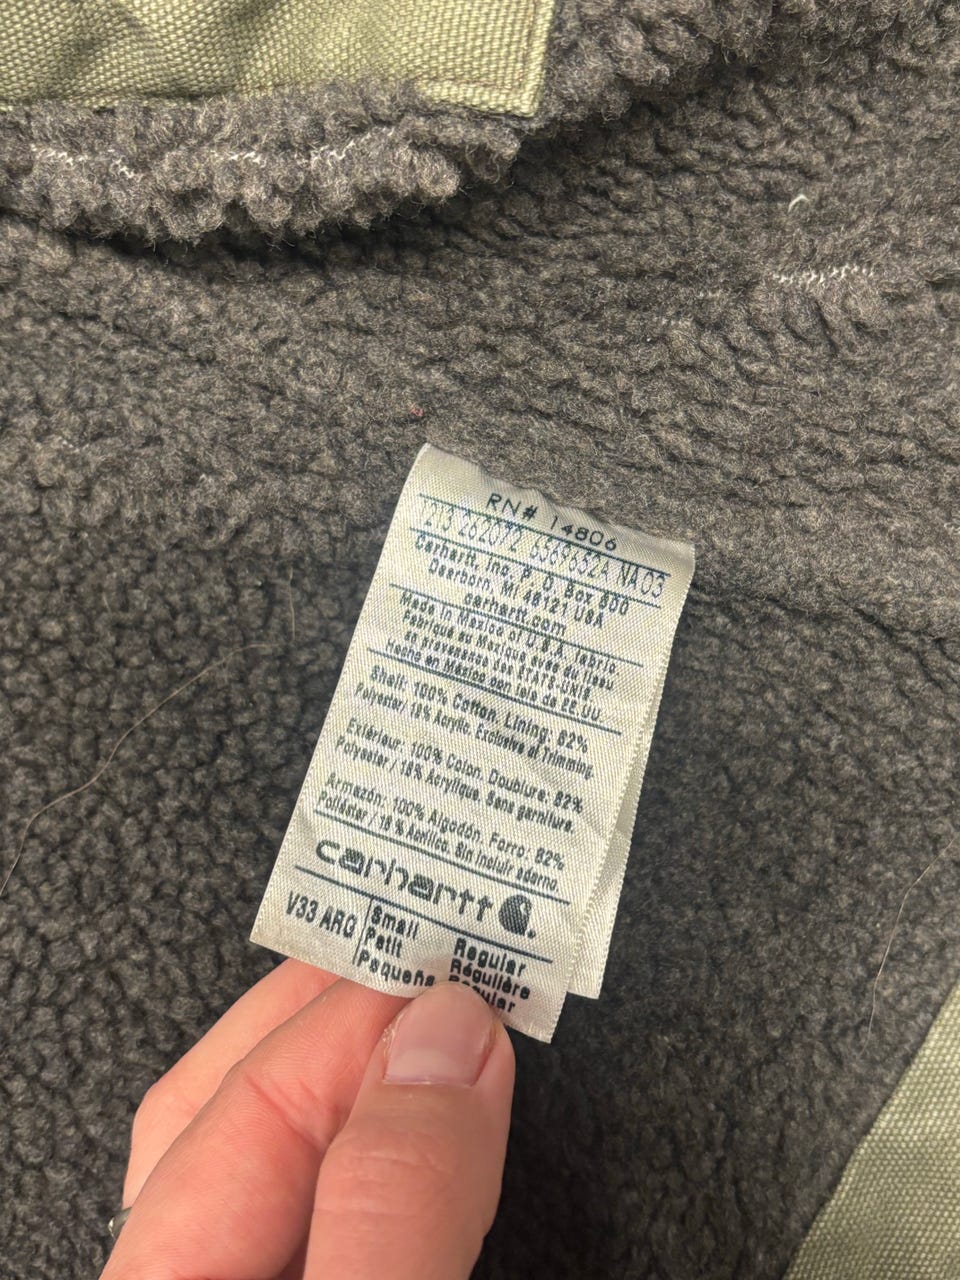 RN# 14806
1213 262072 6569652A NA03
Carhartt, Inc. P. O. Box 600
Dearborn, MI 48121 USA
carhartt.com
Made in Mexico of U.S.A. fabric
Fabriqué au Mexique avec du tissu
en provenance des ETATS UNIS
Hecho en México con tela de EE.UU.
Shell: 100% Cotton. Lining: 82%
Polyester/ 18% Acrylic. Exclusive of Trimming.
Extérieur: 100% Coton. Doublure: 82%
Polyester / 18% Acrylique. Sans garniture.
Armazón: 100% Algodón. Forro: 82%
Poliéster / 18 % Acrílico. Sin incluir adorno.
carhartt
V33 ARG Small Regular
Petit Régulière
Pequeña Regular